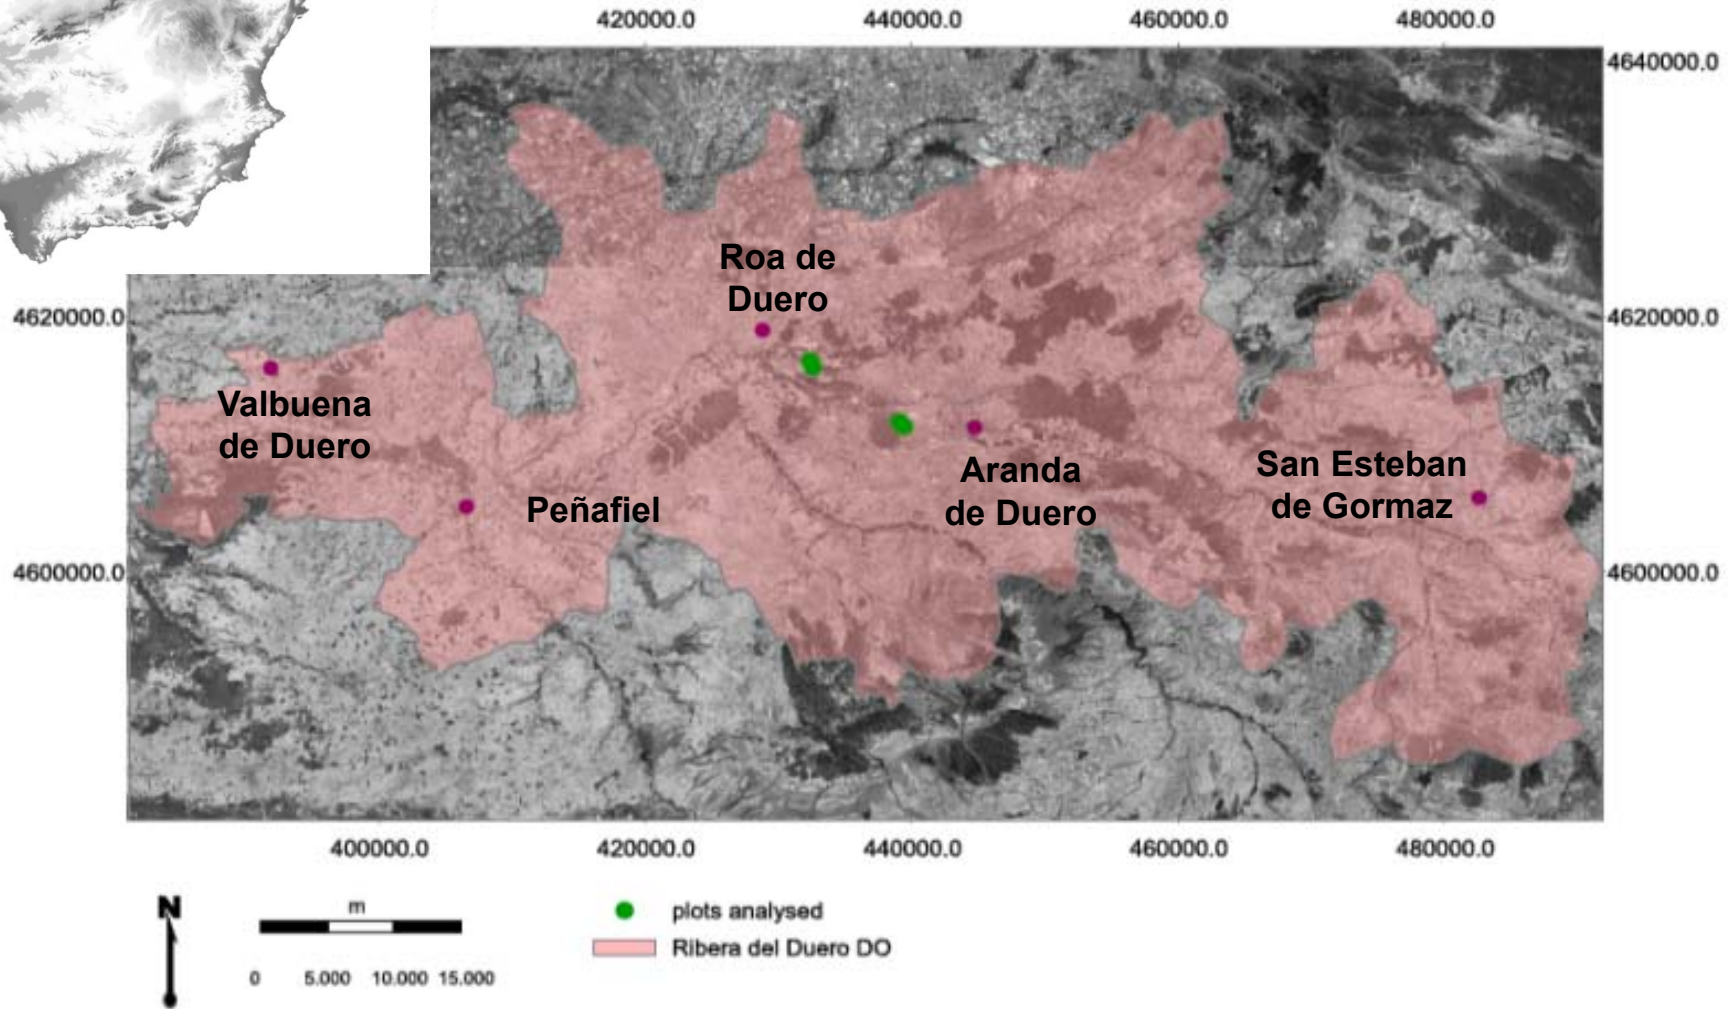 420000.0 440000.0 460000.0 480000.0
4640000.0
Roa de
Duero
4620000.0 4620000.0
Valbuena
de Duero
Peñafiel
Aranda
de Duero
San Esteban
de Gormaz
4600000.0 4600000.0
400000.0 420000.0 440000.0 460000.0 480000.0
N
m
0 5.000 10.000 15.000
plots analysed
Ribera del Duero DO